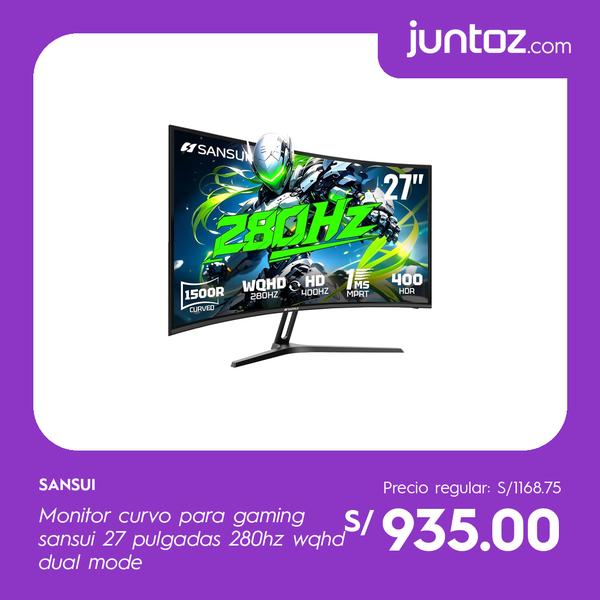 juntoz.com
SANSUI
27"
280Hz
1500R
CURVED
WQHD
280HZ
HD
400HZ
1MS
MPRT
400
HDR
SANSUI
SANSUI
Precio regular: S/1168.75
Monitor curvo para gaming
sansui 27 pulgadas 280hz wqhd
dual mode
S/ 935.00